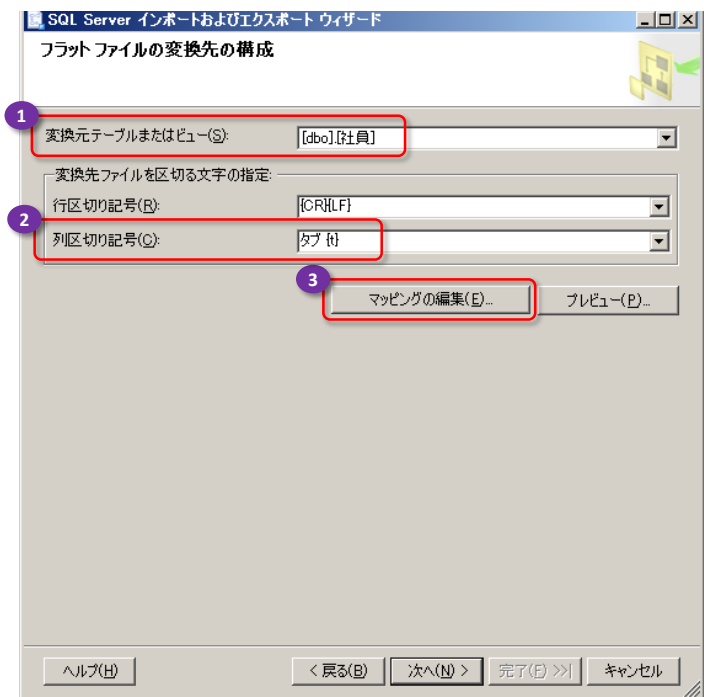 SQL Server インポートおよびエクスポート ウィザード
フラット ファイルの変換先の構成
1
変換元テーブルまたはビュー(S):
[dbo].[社員]
変換先ファイルを区切る文字の指定:
行区切り記号(R):
{CR}{LF}
2
列区切り記号(C):
タブ {t}
3
マッピングの編集(E)...
プレビュー(P)...
ヘルプ(H)
< 戻る(B)
次へ(N) >
完了(F) >>|
キャンセル